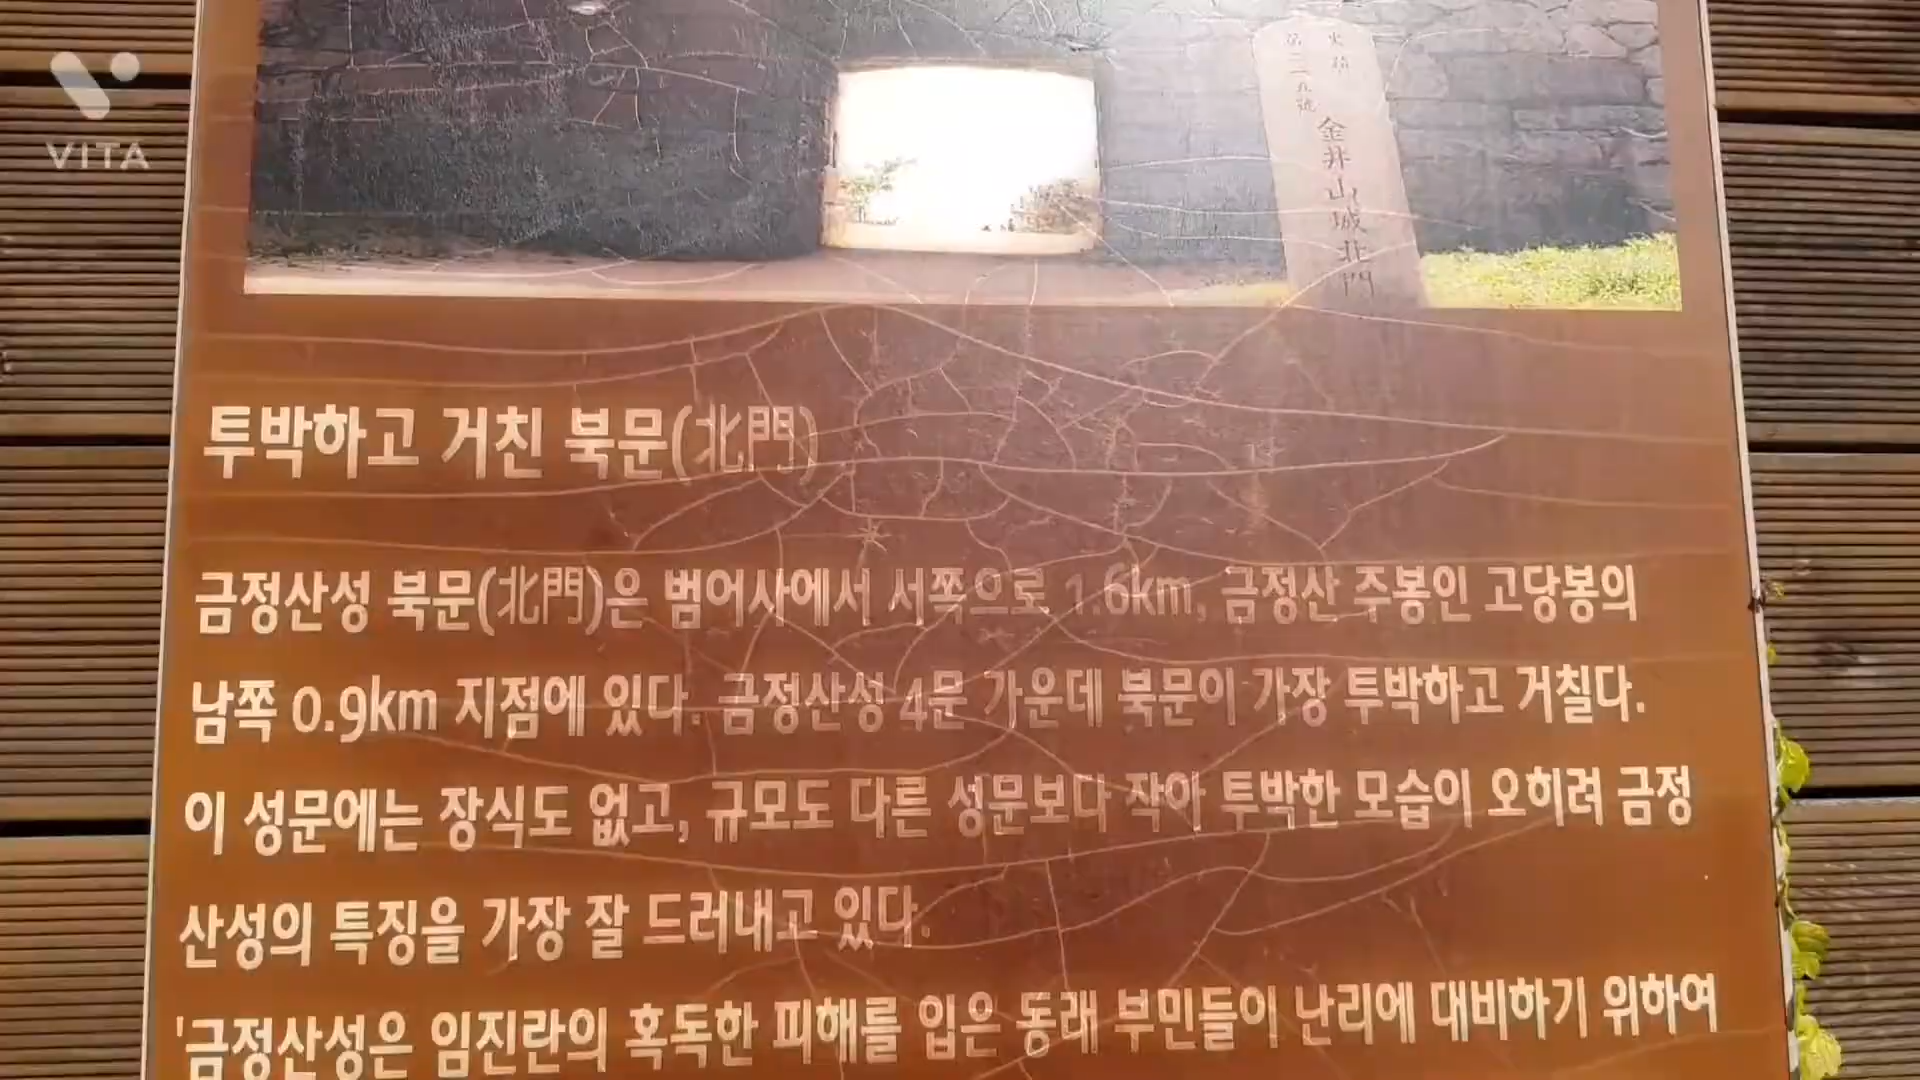 VITA
史蹟
第二一五號
金井山城北門
투박하고 거친 북문(北門)
금정산성 북문(北門)은 범어사에서 서쪽으로 1.6km, 금정산 주봉인 고당봉의
남쪽 0.9km 지점에 있다. 금정산성 4문 가운데 북문이 가장 투박하고 거칠다.
이 성문에는 장식도 없고, 규모도 다른 성문보다 작아 투박한 모습이 오히려 금정
산성의 특징을 가장 잘 드러내고 있다.
'금정산성은 임진란의 혹독한 피해를 입은 동래 부민들이 난리에 대비하기 위하여